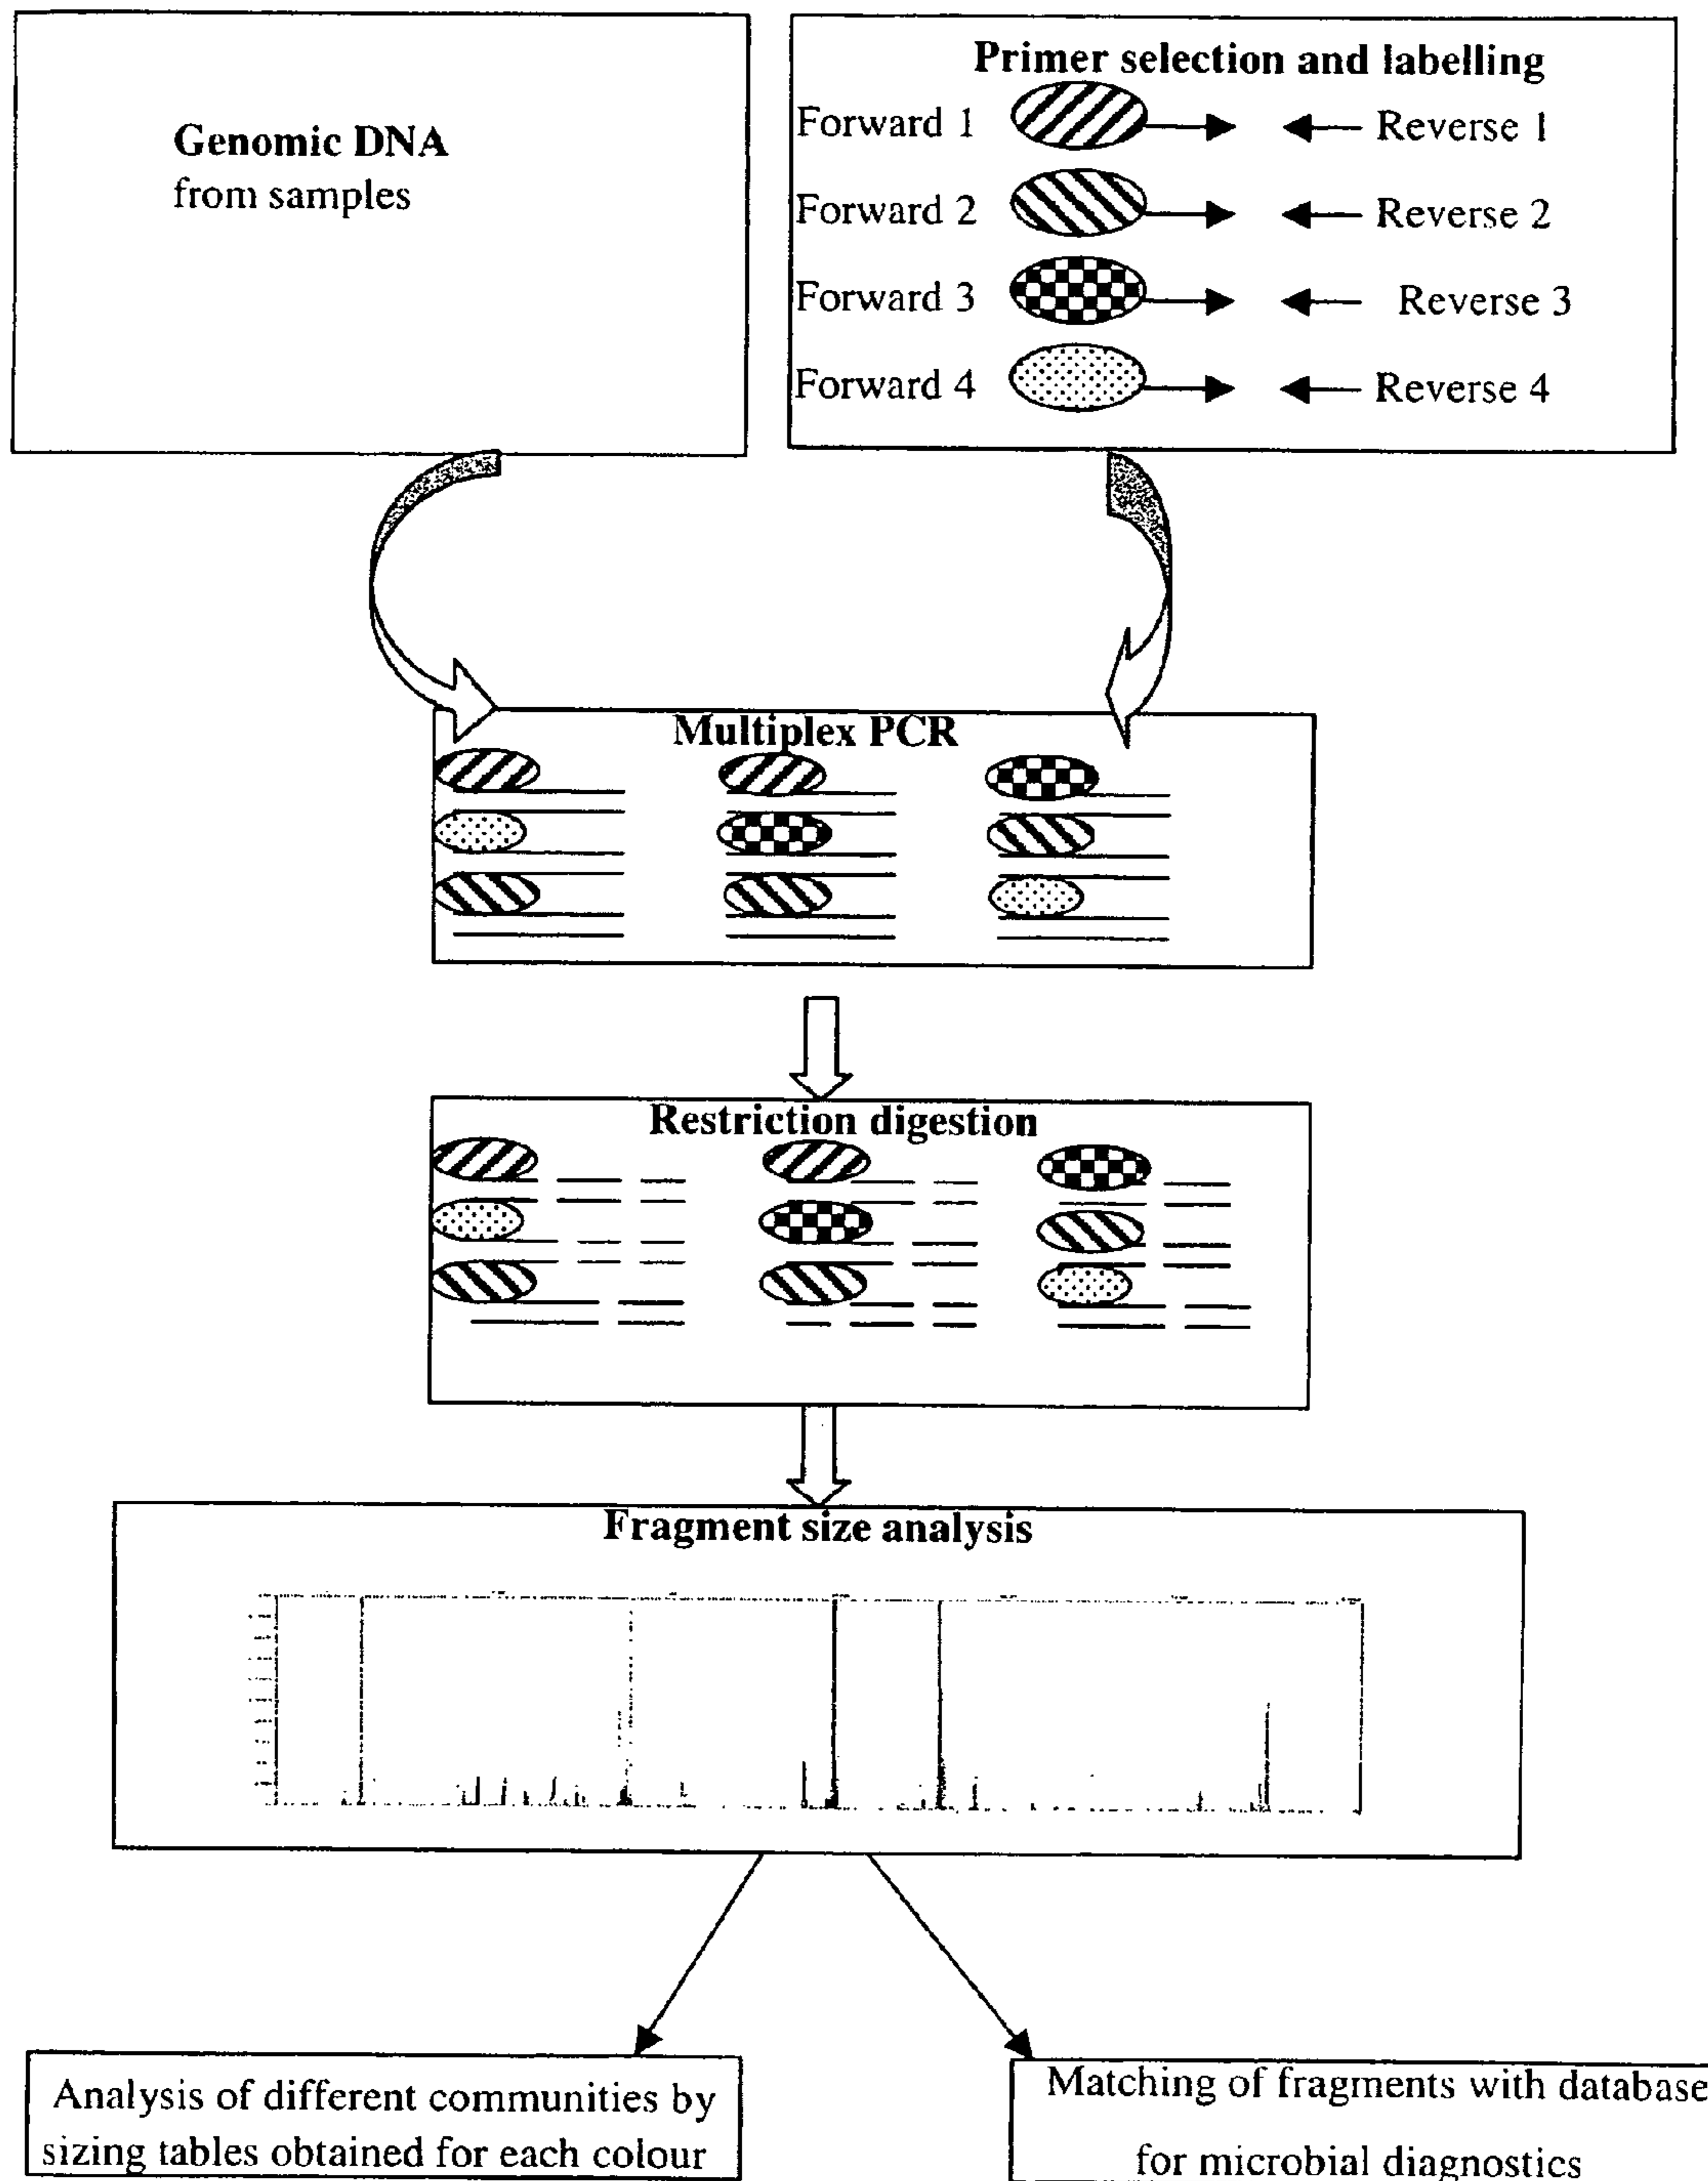 Genomic DNA
from samples
Primer selection and labelling
Forward 1 Reverse 1
Forward 2 Reverse 2
Forward 3 Reverse 3
Forward 4 Reverse 4
Multiplex PCR
Restriction digestion
Fragment size analysis
Analysis of different communities by
sizing tables obtained for each colour
Matching of fragments with database
for microbial diagnostics